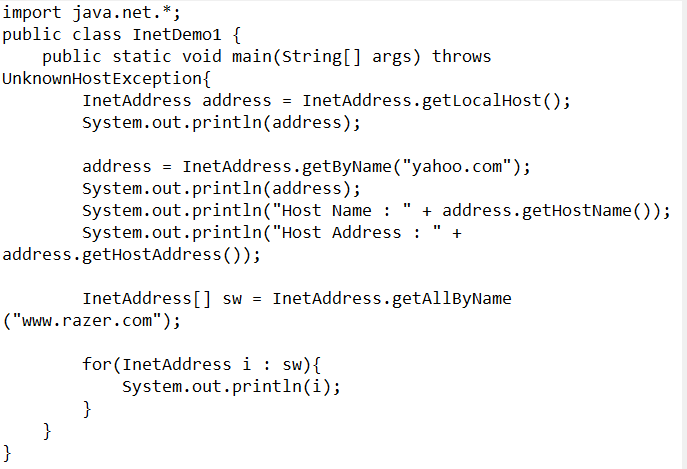 import java.net.*;
public class InetDemo1 {
    public static void main(String[] args) throws
UnknownHostException{
        InetAddress address = InetAddress.getLocalHost();
        System.out.println(address);

        address = InetAddress.getByName("yahoo.com");
        System.out.println(address);
        System.out.println("Host Name : " + address.getHostName());
        System.out.println("Host Address : " +
address.getHostAddress());

        InetAddress[] sw = InetAddress.getAllByName
("www.razer.com");

        for(InetAddress i : sw){
            System.out.println(i);
        }
    }
}